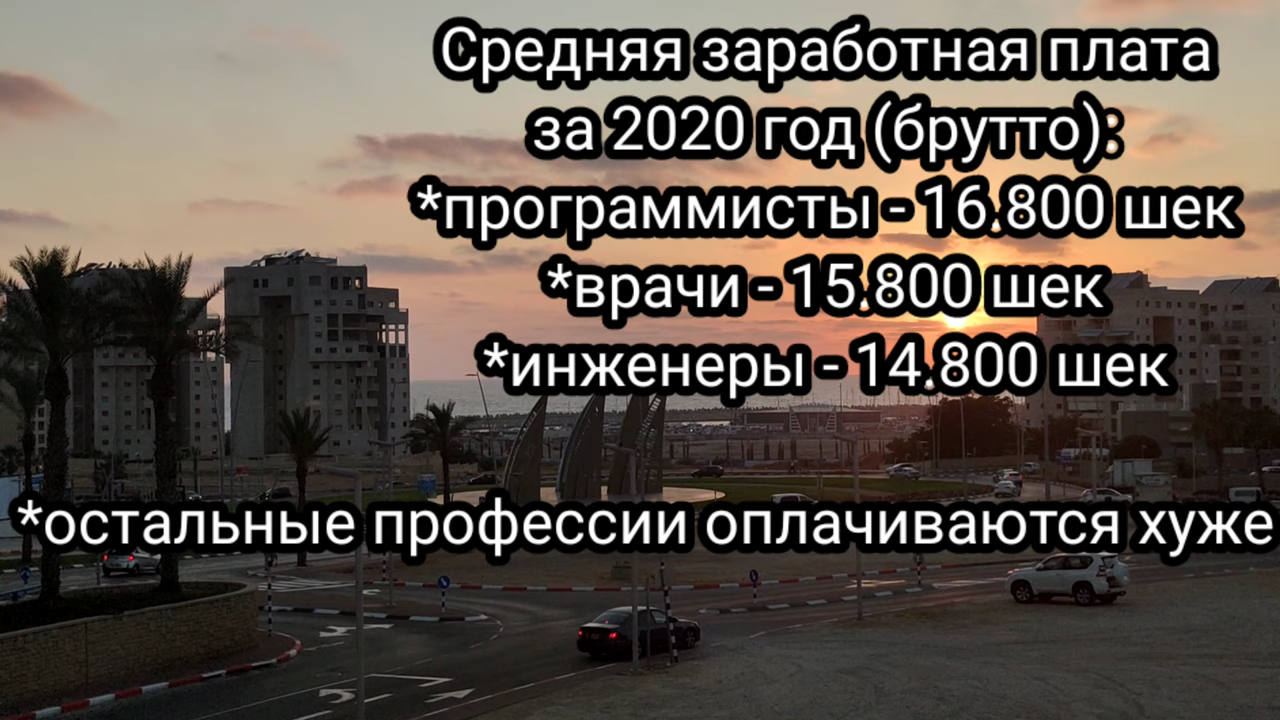 Средняя заработная плата
за 2020 год (брутто):
*программисты - 16.800 шек
*врачи - 15.800 шек
*инженеры - 14.800 шек
*остальные профессии оплачиваются хуже